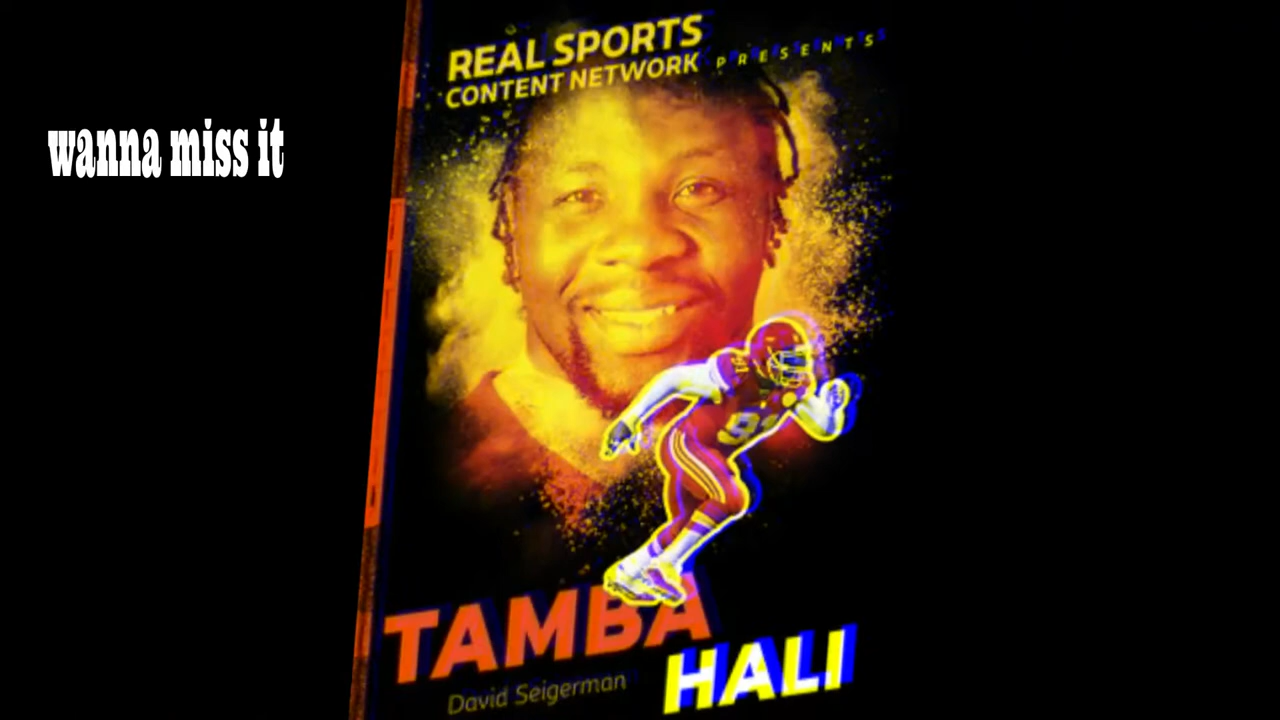 REAL SPORTS
CONTENT NETWORK PRESENTS
wanna miss it
TAMBA
HALI
David Seigerman